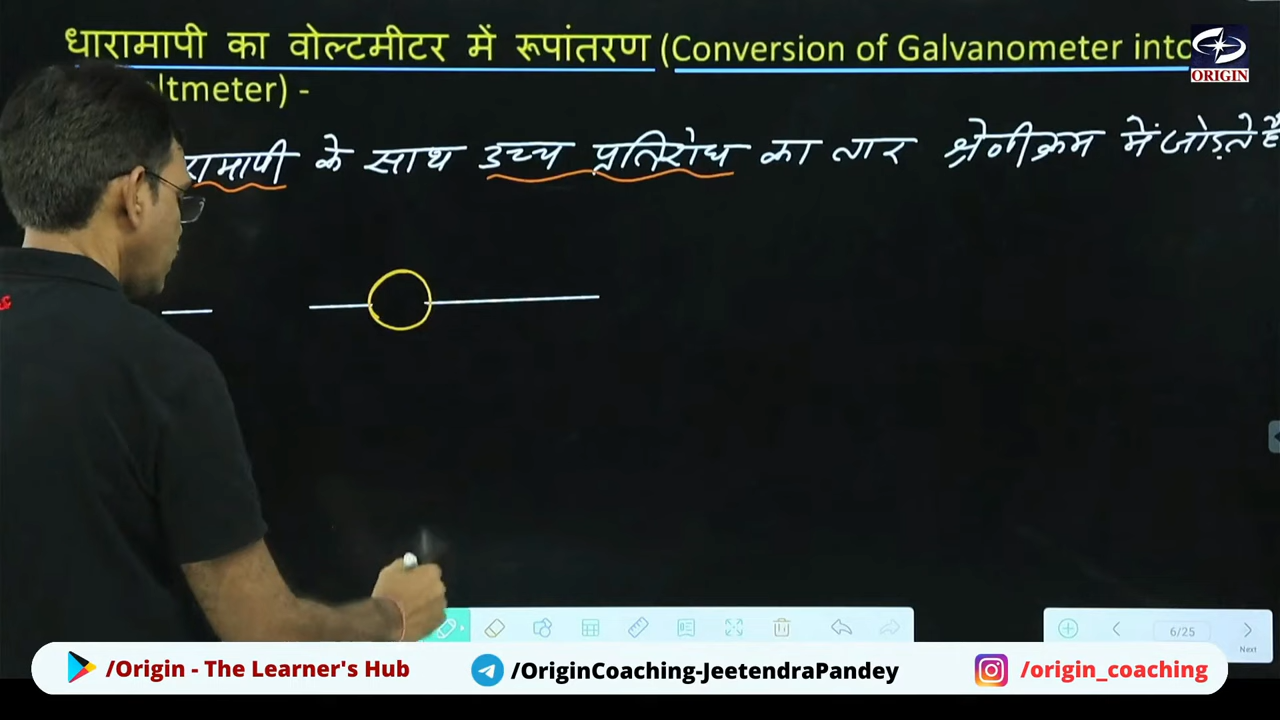 धारामापी का वोल्टमीटर में रूपांतरण (Conversion of Galvanometer into
ltmeter) -
रामापी के साथ उच्च प्रतिरोध का तार श्रेणीक्रम में जोड़ते है
ORIGIN
6/25
Next
/Origin - The Learner's Hub
/OriginCoaching-JeetendraPandey
/origin_coaching